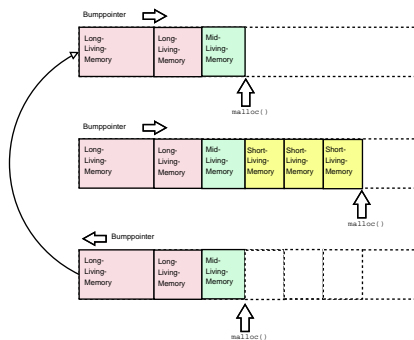 Bumppointer
Long-
Living-
Memory
Long-
Living-
Memory
Mid-
Living-
Memory
malloc()
Bumppointer
Long-
Living-
Memory
Long-
Living-
Memory
Mid-
Living-
Memory
Short-
Living-
Memory
Short-
Living-
Memory
Short-
Living-
Memory
malloc()
Bumppointer
Long-
Living-
Memory
Long-
Living-
Memory
Mid-
Living-
Memory
malloc()